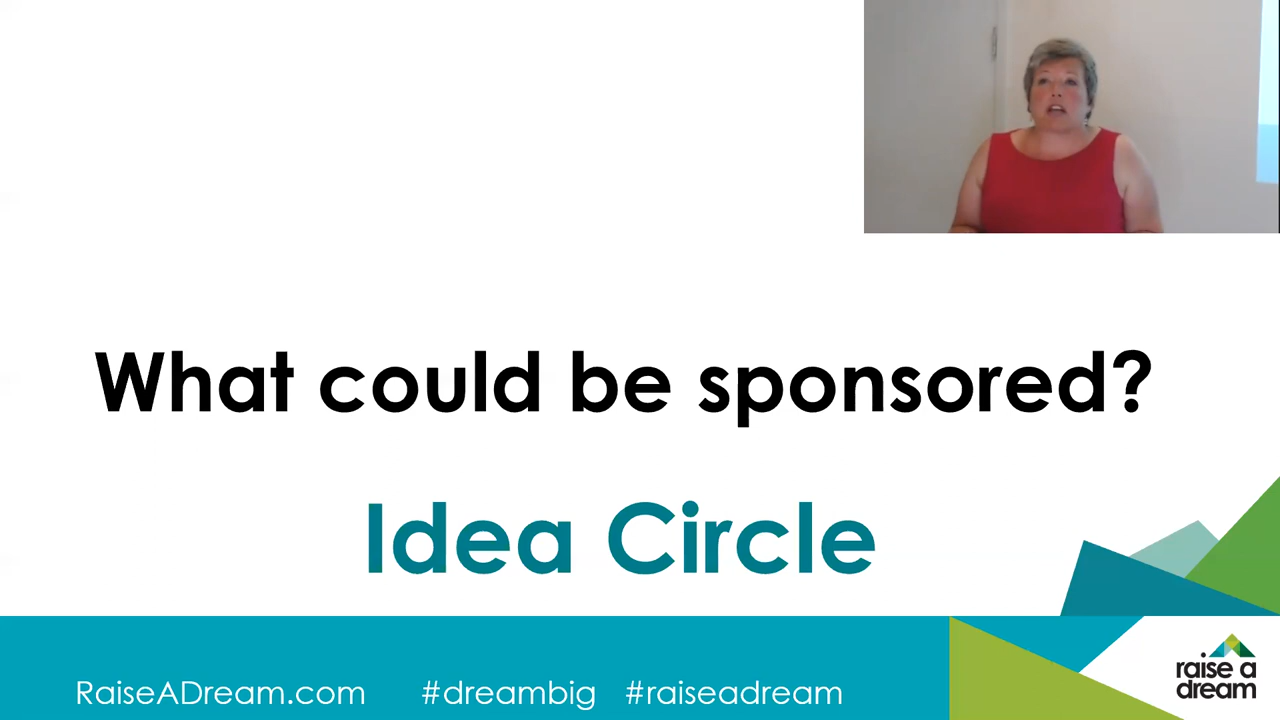 What could be sponsored?
Idea Circle
RaiseADream.com #dreambig #raiseadream
raise a
dream